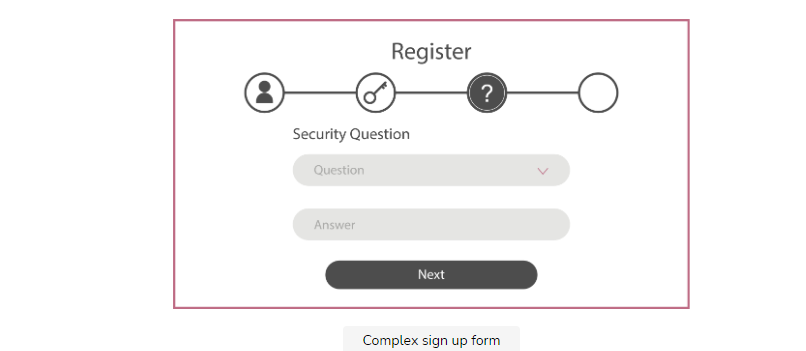 Register
?
Security Question
Question
Answer
Next
Complex sign up form